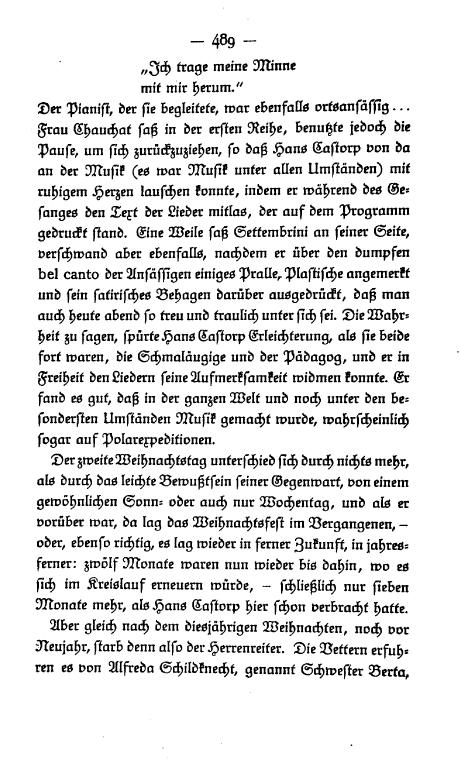 — 489 —
„Ich trage meine Minne
mit mir herum.“
Der Pianist, der sie begleitete, war ebenfalls ortsansässig...
Frau Chauchat saß in der ersten Reihe, benutzte jedoch die
Pause, um sich zurückzuziehen, so daß Hans Castorp von da
an der Musik (es war Musik unter allen Umständen) mit
ruhigem Herzen lauschen konnte, indem er während des Ge-
sanges den Text der Lieder mitlas, der auf dem Programm
gedruckt stand. Eine Weile saß Settembrini an seiner Seite,
verschwand aber ebenfalls, nachdem er über den dumpfen
bel canto der Ansässigen einiges Pralle, Plastische angemerkt
und sein satirisches Behagen darüber ausgedrückt, daß man
auch heute abend so treu und traulich unter sich sei. Die Wahr-
heit zu sagen, spürte Hans Castorp Erleichterung, als sie beide
fort waren, die Schmaläugige und der Pädagog, und er in
Freiheit den Liedern seine Aufmerksamkeit widmen konnte. Er
fand es gut, daß in der ganzen Welt und noch unter den be-
sondersten Umständen Musik gemacht wurde, wahrscheinlich
sogar auf Polarexpeditionen.
Der zweite Weihnachtstag unterschied sich durch nichts mehr,
als durch das leichte Bewußtsein seiner Gegenwart, von einem
gewöhnlichen Sonn- oder auch nur Wochentag, und als er
vorüber war, da lag das Weihnachtsfest im Vergangenen, –
oder, ebenso richtig, es lag wieder in ferner Zukunft, in jahres-
ferner: zwölf Monate waren nun wieder bis dahin, wo es
sich im Kreislauf erneuern würde, – schließlich nur sieben
Monate mehr, als Hans Castorp hier schon verbracht hatte.
Aber gleich nach dem diesjährigen Weihnachten, noch vor
Neujahr, starb denn also der Herrenreiter. Die Vettern erfuh-
ren es von Alfreda Schildknecht, genannt Schwester Berta,